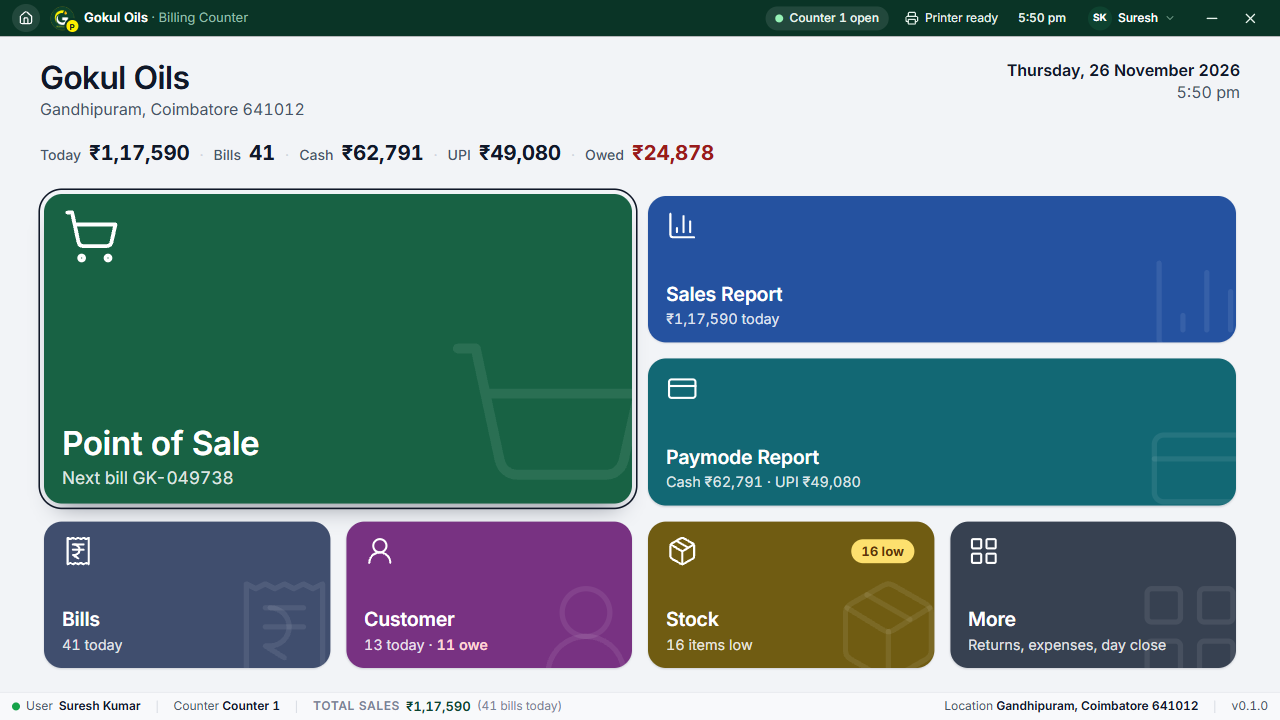 Gokul Oils · Billing Counter
Counter 1 open
Printer ready
5:50 pm
SK Suresh
Gokul Oils
Gandhipuram, Coimbatore 641012
Thursday, 26 November 2026
5:50 pm
Today ₹1,17,590 · Bills 41 · Cash ₹62,791 · UPI ₹49,080 · Owed ₹24,878
Point of Sale
Next bill GK-049738
Sales Report
₹1,17,590 today
Paymode Report
Cash ₹62,791 · UPI ₹49,080
Bills
41 today
Customer
13 today · 11 owe
16 low
Stock
16 items low
More
Returns, expenses, day close
User Suresh Kumar
Counter Counter 1
TOTAL SALES ₹1,17,590 (41 bills today)
Location Gandhipuram, Coimbatore 641012
v0.1.0